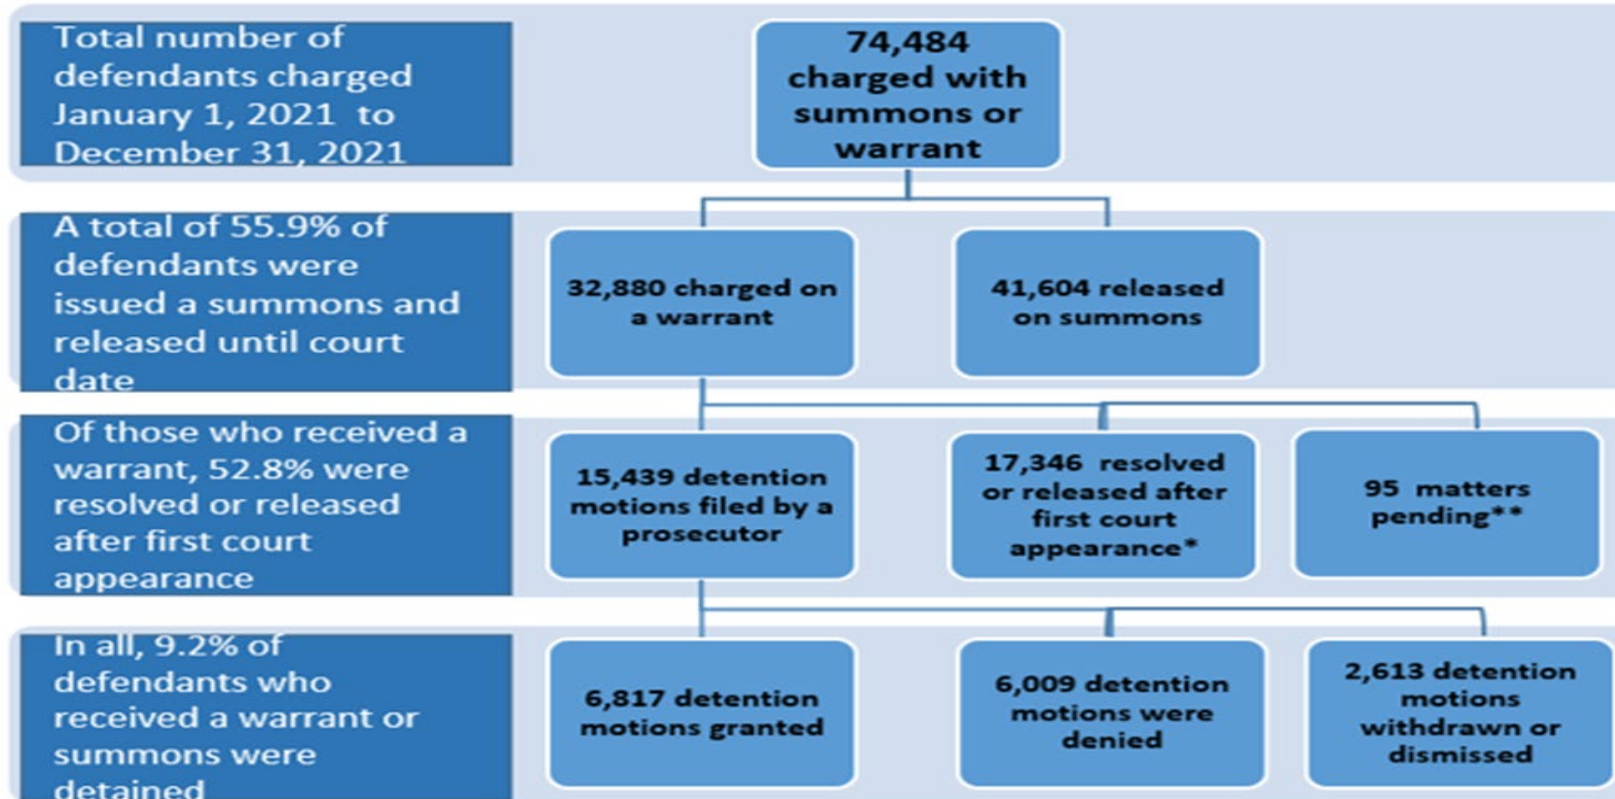 Total number of
defendants charged
January 1, 2021 to
December 31, 2021
74,484
charged with
summons or
warrant
A total of 55.9% of
defendants were
issued a summons and
released until court
date
32,880 charged on
a warrant
41,604 released
on summons
Of those who received a
warrant, 52.8% were
resolved or released
after first court
appearance
15,439 detention
motions filed by a
prosecutor
17,346 resolved
or released after
first court
appearance*
95 matters
pending**
In all, 9.2% of
defendants who
received a warrant or
summons were
detained
6,817 detention
motions granted
6,009 detention
motions were
denied
2,613 detention
motions
withdrawn or
dismissed